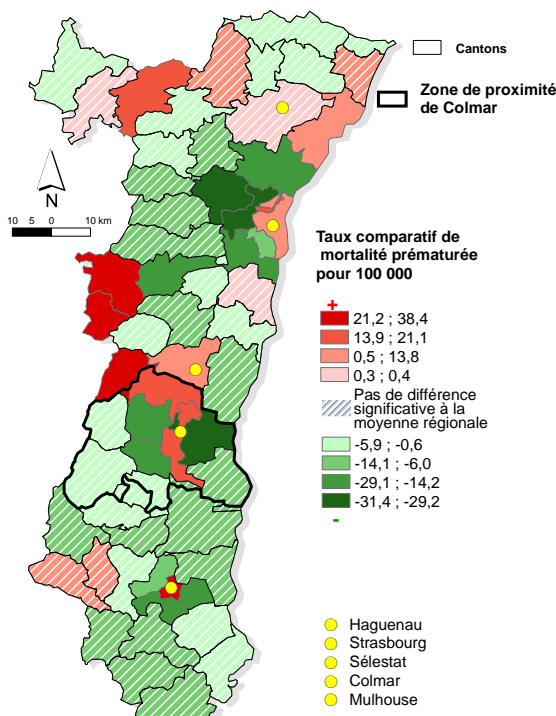 Cantons
Zone de proximité
de Colmar
N
10 5 0 10 km
Taux comparatif de
mortalité prématurée
pour 100 000
+
21,2 ; 38,4
13,9 ; 21,1
0,5 ; 13,8
0,3 ; 0,4
Pas de différence
significative à la
moyenne régionale
-5,9 ; -0,6
-14,1 ; -6,0
-29,1 ; -14,2
-31,4 ; -29,2
-
Haguenau
Strasbourg
Sélestat
Colmar
Mulhouse